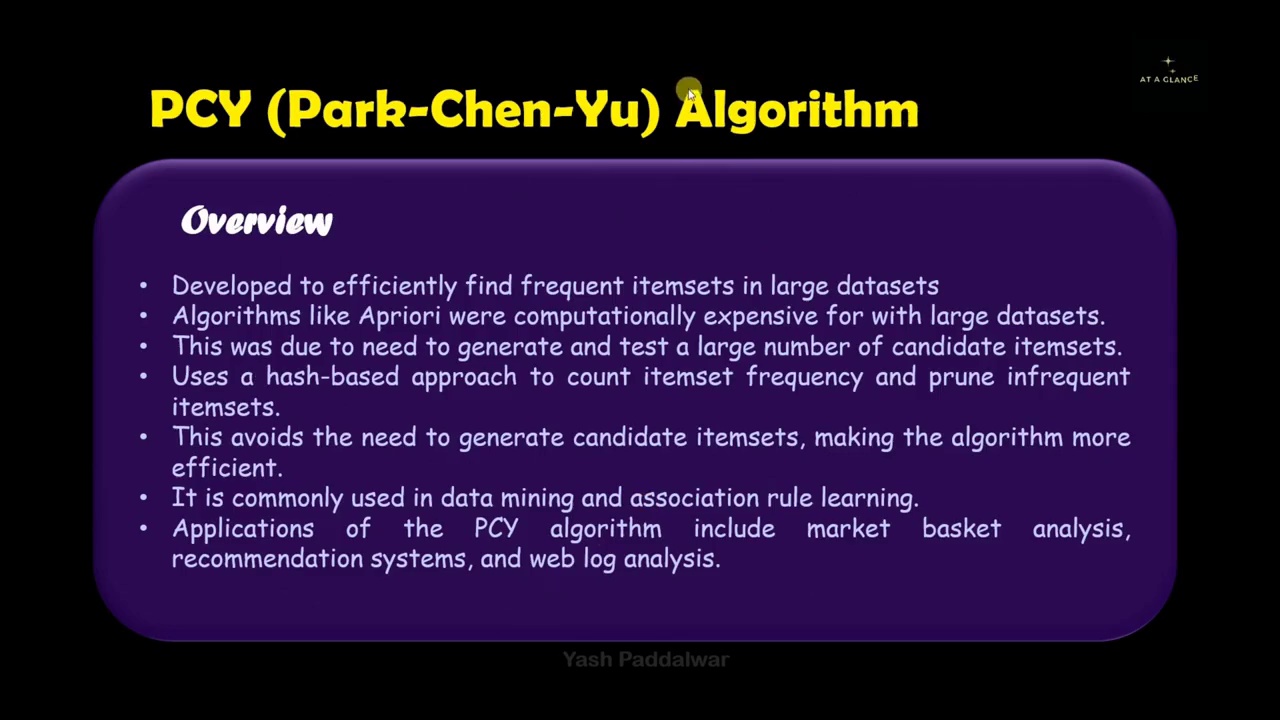 AT A GLANCE
PCY (Park-Chen-Yu) Algorithm
Overview
• Developed to efficiently find frequent itemsets in large datasets
• Algorithms like Apriori were computationally expensive for with large datasets.
• This was due to need to generate and test a large number of candidate itemsets.
• Uses a hash-based approach to count itemset frequency and prune infrequent
itemsets.
• This avoids the need to generate candidate itemsets, making the algorithm more
efficient.
• It is commonly used in data mining and association rule learning.
• Applications of the PCY algorithm include market basket analysis,
recommendation systems, and web log analysis.
Yash Paddalwar